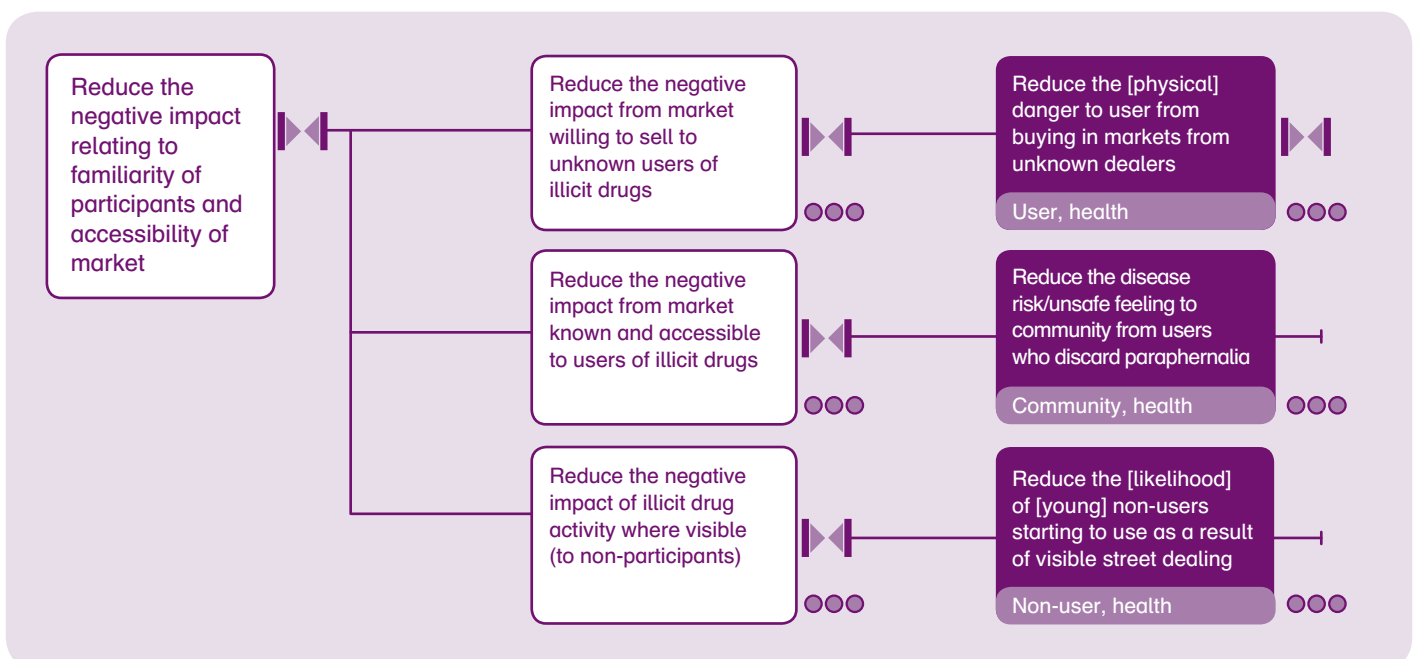 Reduce the
negative impact
relating to
familiarity of
participants and
accessibility of
market
Reduce the negative
impact from market
willing to sell to
unknown users of
illicit drugs
Reduce the [physical]
danger to user from
buying in markets from
unknown dealers
User, health
Reduce the negative
impact from market
known and accessible
to users of illicit drugs
Reduce the disease
risk/unsafe feeling to
community from users
who discard paraphernalia
Community, health
Reduce the negative
impact of illicit drug
activity where visible
(to non-participants)
Reduce the [likelihood]
of [young] non-users
starting to use as a result
of visible street dealing
Non-user, health